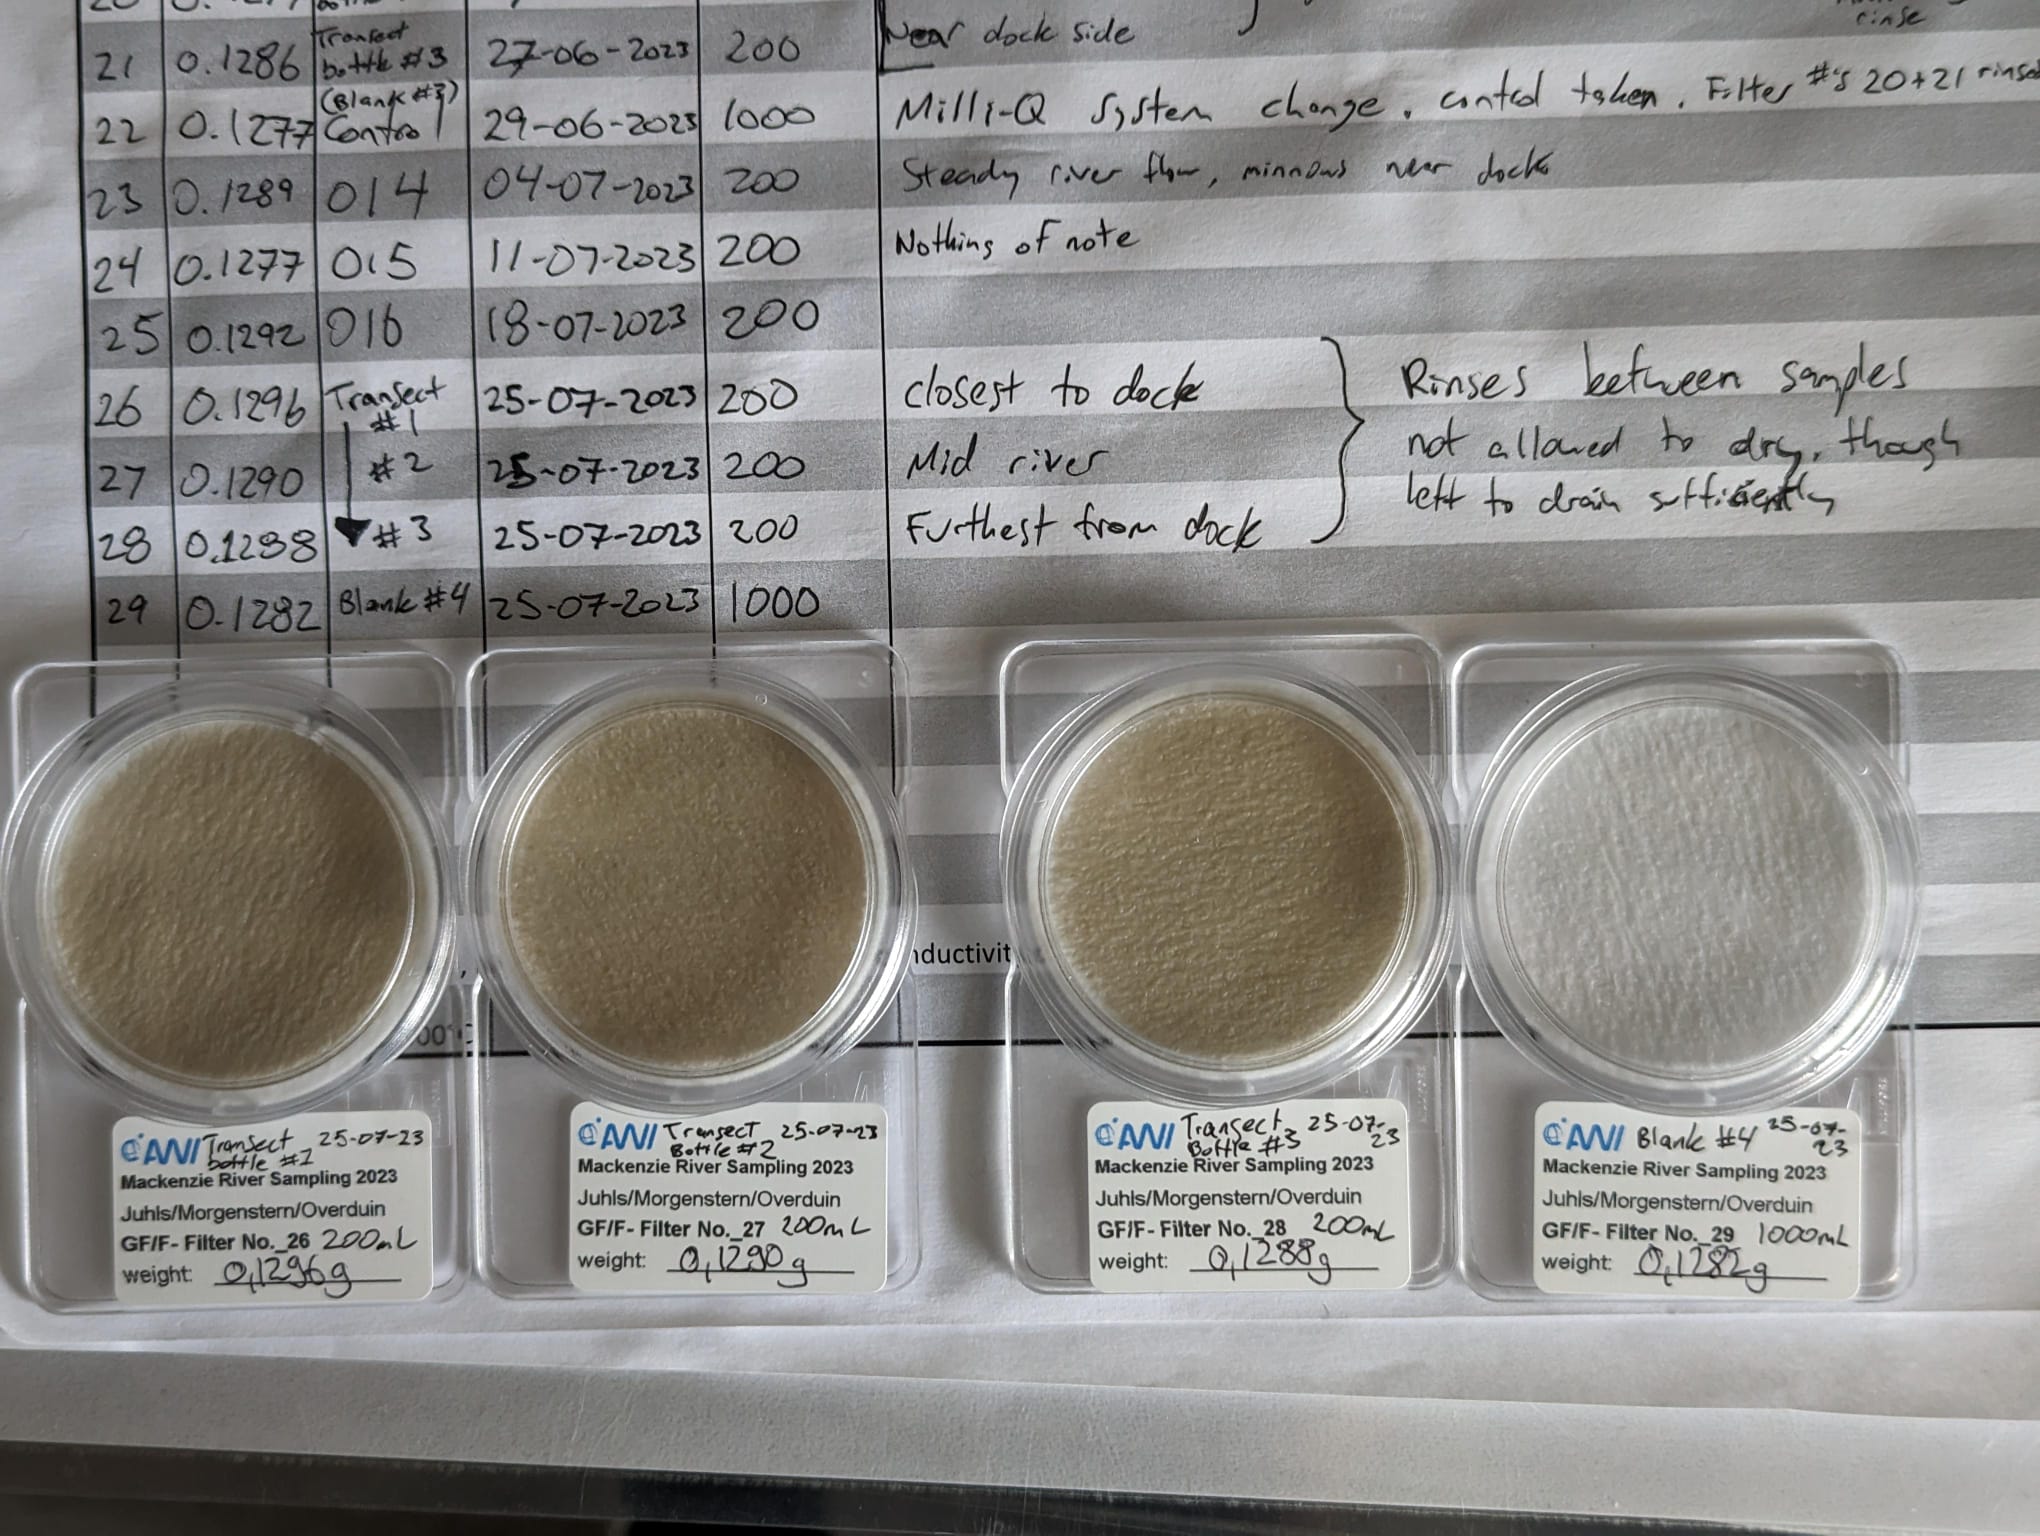 21 0.1286 Transect bottle #3 27-06-2023 200 Near dock side
rinse
22 0.1277 (Blank #3) Control 29-06-2023 1000 Milli-Q system change, control taken. Filter #'s 20+21 rinsed
23 0.1289 014 04-07-2023 200 Steady river flow, minnows near dock
24 0.1277 015 11-07-2023 200 Nothing of note
25 0.1292 016 18-07-2023 200
26 0.1296 Transect #1 25-07-2023 200 Closest to dock
27 0.1290 #2 25-07-2023 200 Mid river
28 0.1288 #3 25-07-2023 200 Furthest from dock
Rinses between samples
not allowed to dry, though
left to drain sufficiently
29 0.1282 Blank #4 25-07-2023 1000
nductivit
00°C
AWI Transect bottle #1 25-07-23
Mackenzie River Sampling 2023
Juhls/Morgenstern/Overduin
GF/F- Filter No._26 200mL
weight: 0,1296g
AWI Transect Bottle #2 25-07-23
Mackenzie River Sampling 2023
Juhls/Morgenstern/Overduin
GF/F- Filter No._27 200mL
weight: 0,1290g
AWI Transect Bottle #3 25-07-23
Mackenzie River Sampling 2023
Juhls/Morgenstern/Overduin
GF/F- Filter No._28 200mL
weight: 0,1288g
AWI Blank #4 25-07-23
Mackenzie River Sampling 2023
Juhls/Morgenstern/Overduin
GF/F- Filter No._29 1000mL
weight: 0,1282g